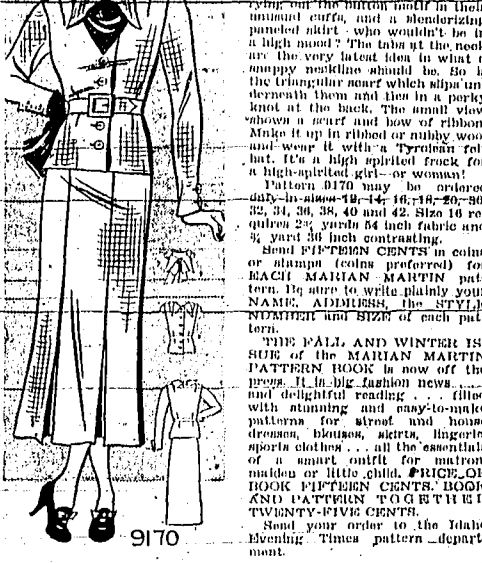 rying out the button motif in their
unusual cuffs, and a slenderizing
paneled skirt - who wouldn't be in
a high mood? The tabs at the neck
are the very latest idea in what a
snappy neckline should be. So is
the triangular scarf which slips un-
derneath them and ties in a perky
knot at the back. The small view
shows a scarf and bow of ribbon.
Make it up in ribbed or nubby wool
and wear it with a Tyrolean felt
hat. It's a high spirited frock for
a high-spirited girl--or woman!
Pattern 9170 may be ordered
only in sizes 12, 14, 16, 18, 20, 30,
32, 34, 36, 38, 40 and 42. Size 16 re
quires yards 54 inch fabric and
¾ yard 36 inch contrasting.
Send FIFTEEN CENTS in coins
or stamps (coins preferred) for
EACH MARIAN MARTIN pat
tern. Be sure to write plainly your
NAME, ADDRESS, the STYLE
NUMBER and SIZE of each pat
tern.
THE FALL AND WINTER IS
SUE of the MARIAN MARTIN
PATTERN BOOK is now off the
press. It is big fashion news
and delightful reading . . . filled
with stunning and easy-to-make
patterns for street and house
dresses, blouses, skirts, lingerie
sports clothes . . . all the essentials
of a smart outfit for matron,
maiden or little child. PRICE OF
BOOK FIFTEEN CENTS. BOOK
AND PATTERN TOGETHER
TWENTY-FIVE CENTS.
Send your order to the Idaho
Evening Times pattern depart
ment.
9170